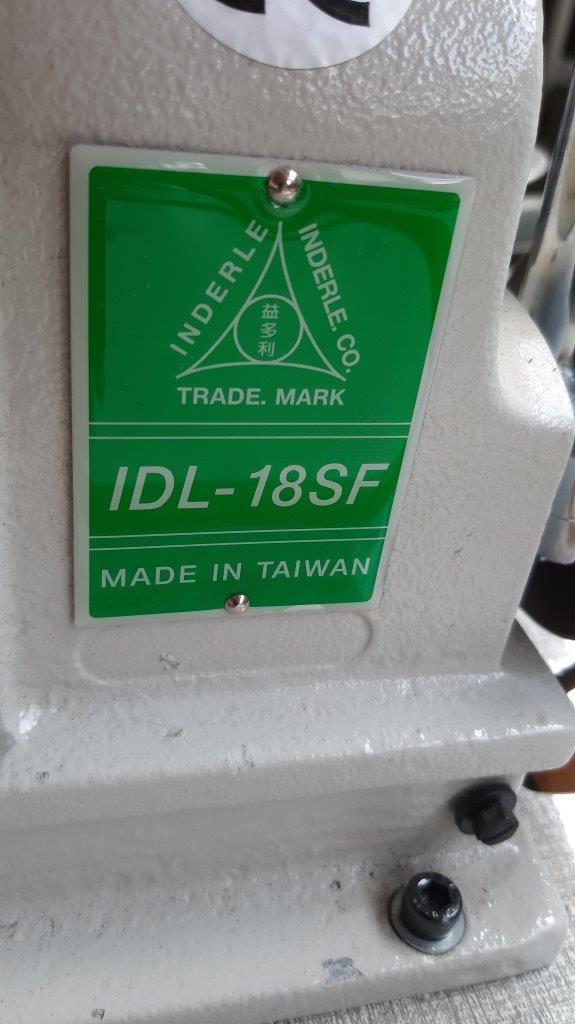 INDERLE
INDERLE. CO.
益多利
TRADE. MARK
IDL-18SF
MADE IN TAIWAN